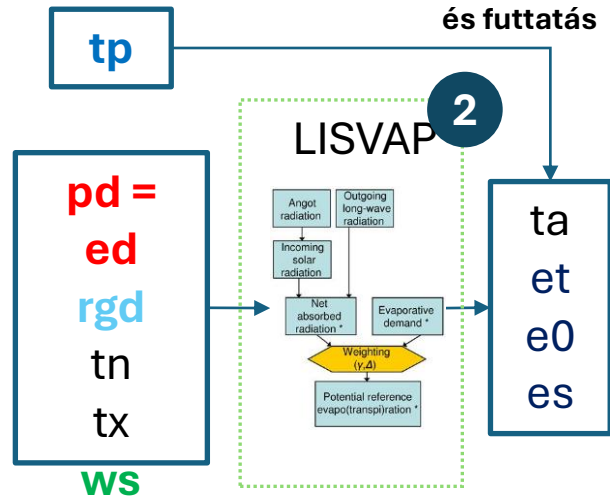 és futtatás
tp
2
LISVAP
pd =
ed
rgd
tn
tx
ws
Angot
radiation
Outgoing
long-wave
radiation
Incoming
solar
radiation
Net
absorbed
radiation *
Evaporative
demand *
Weighting
(γ,Δ)
Potential reference
evapo(transpi)ration *
ta
et
e0
es